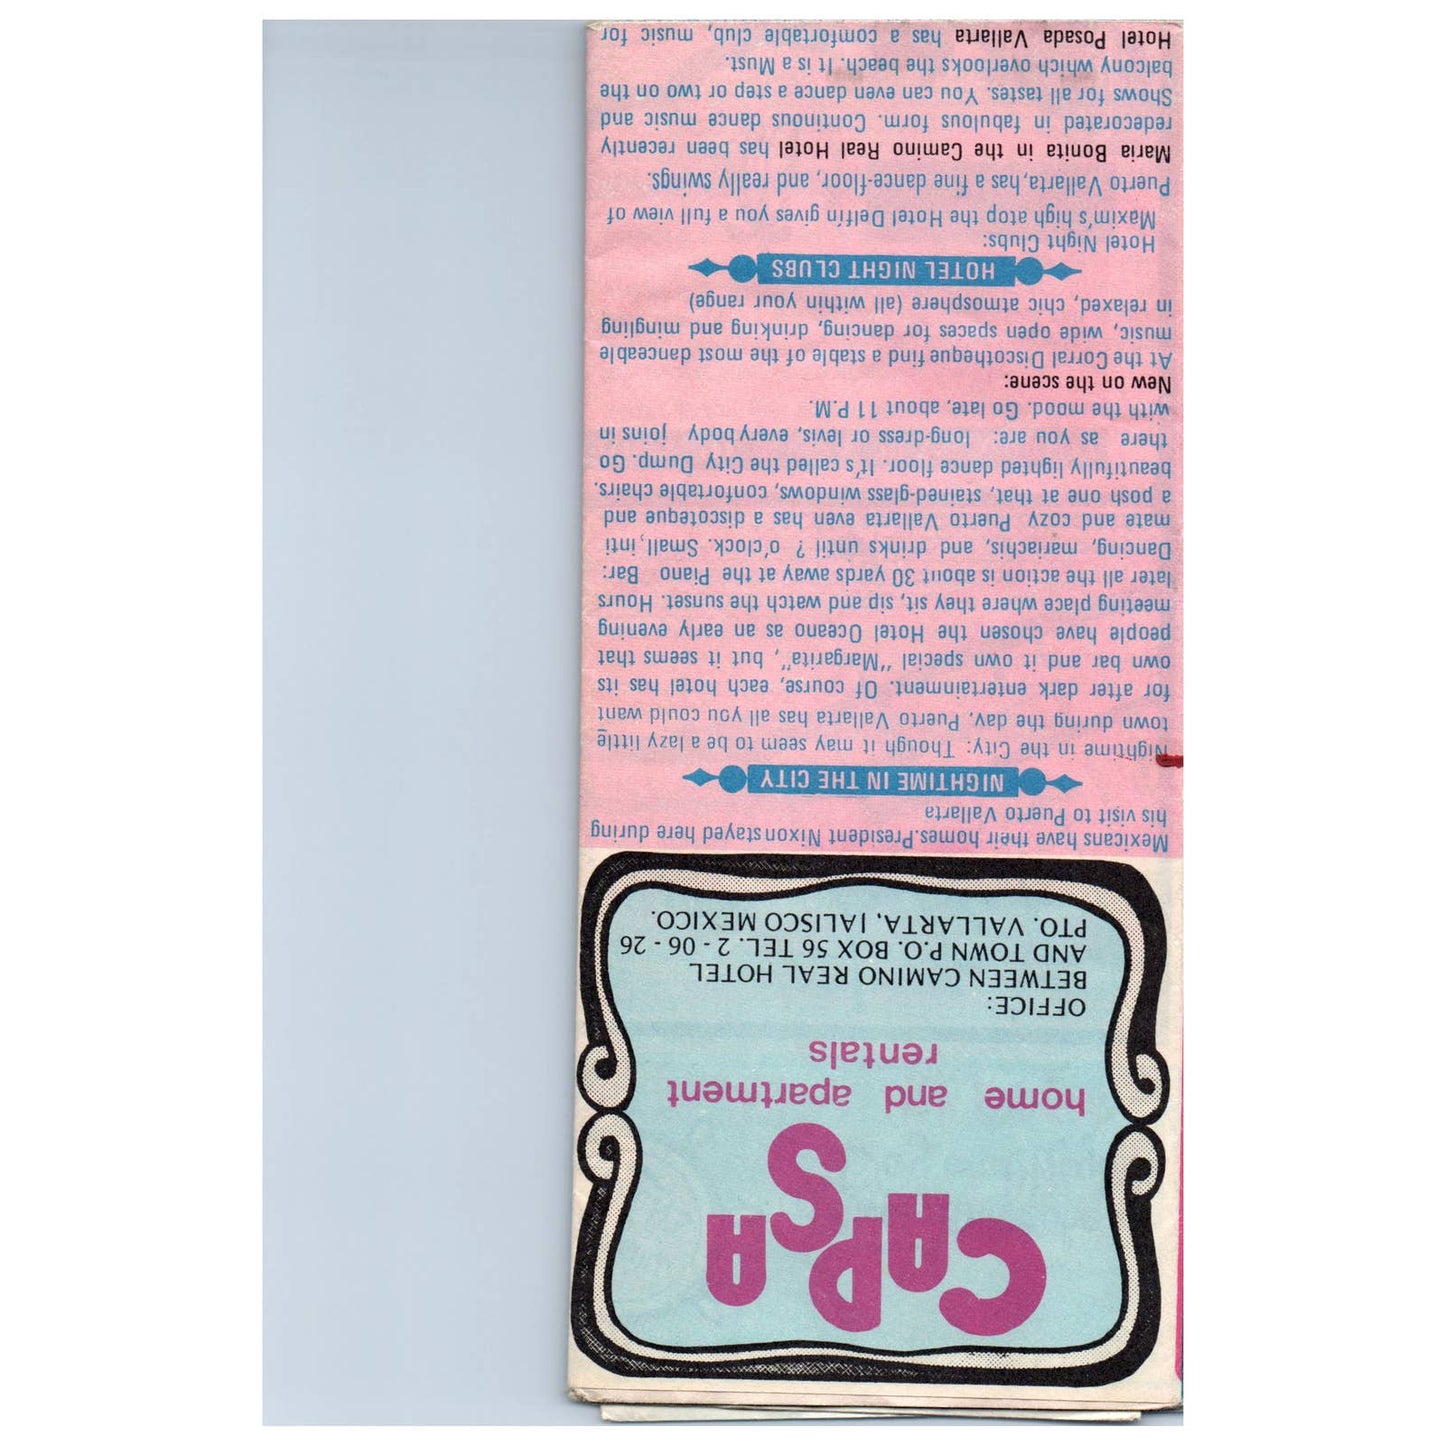 CAPSA
home and apartment
rentals
OFFICE:
BETWEEN CAMINO REAL HOTEL
AND TOWN P.O. BOX 56 TEL. 2 - 06 - 26
PTO. VALLARTA, JALISCO MEXICO.
Mexicans have their homes.President Nixon stayed here during
his visit to Puerto Vallarta
NIGHTIME IN THE CITY
Nightime in the City: Though it may seem to be a lazy little
town during the day, Puerto Vallarta has all you could want
for after dark entertainment. Of course, each hotel has its
own bar and it own special "Margarita", but it seems that
people have chosen the Hotel Oceano as an early evening
meeting place where they sit, sip and watch the sunset. Hours
later all the action is about 30 yards away at the Piano Bar:
Dancing, mariachis, and drinks until ? o'clock. Small, inti
mate and cozy Puerto Vallarta even has a discoteque and
a posh one at that, stained-glass windows, confortable chairs.
beautifully lighted dance floor. It's called the City Dump. Go
there as you are: long-dress or levis, everybody joins in
with the mood. Go late, about 11 P.M.
New on the scene:
At the Corral Discotheque find a stable of the most danceable
music, wide open spaces for dancing, drinking and mingling
in relaxed, chic atmosphere (all within your range)
HOTEL NIGHT CLUBS
Hotel Night Clubs:
Maxim's high atop the Hotel Delfín gives you a full view of
Puerto Vallarta,has a fine dance-floor, and really swings.
Maria Bonita in the Camino Real Hotel has been recently
redecorated in fabulous form. Continous dance music and
Shows for all tastes. You can even dance a step or two on the
balcony which overlooks the beach. It is a Must.
Hotel Posada Vallarta has a comfortable club, music for